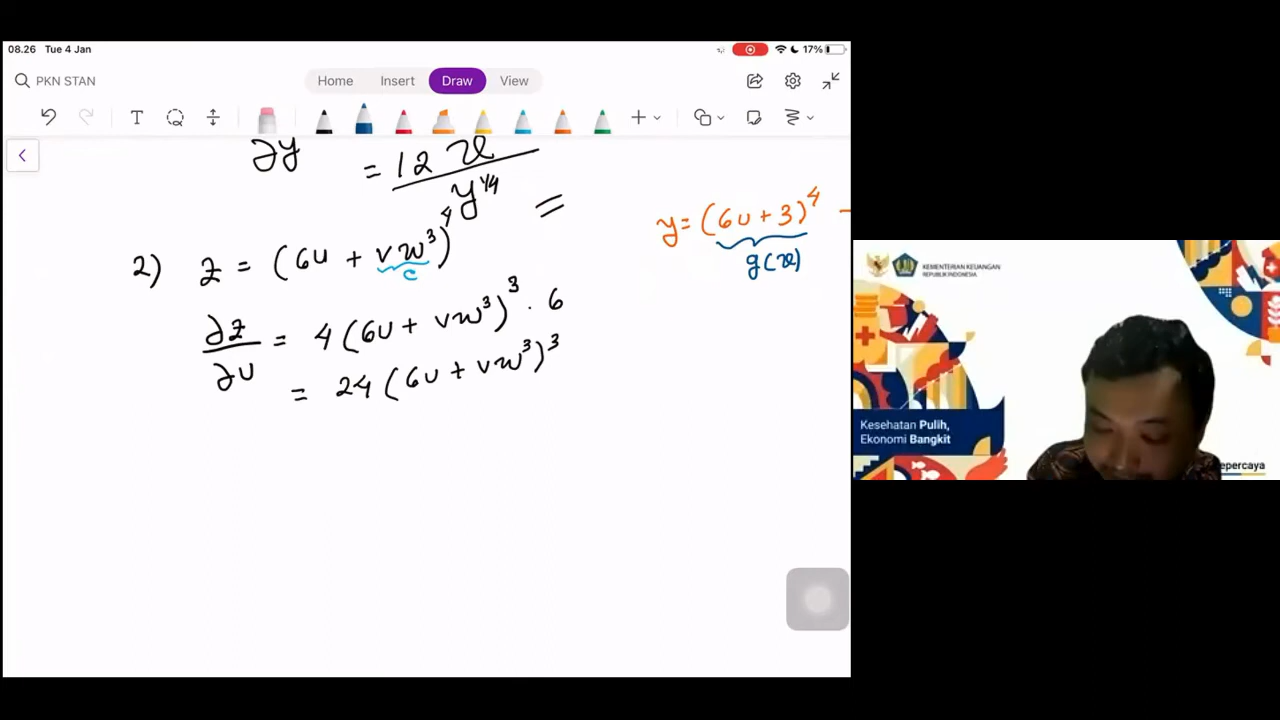 08.26 Tue 4 Jan
17%
PKN STAN
Home Insert Draw View
∂y = 12 x / y^1/4 =
y = (6u + 3)^4 -
g(x)
2) z = (6u + vw^3)^4
c
∂z/∂u = 4 (6u + vw^3)^3 . 6
= 24 (6u + vw^3)^3
KEMENTERIAN KEUANGAN
REPUBLIK INDONESIA
Kesehatan Pulih,
Ekonomi Bangkit
epercaya